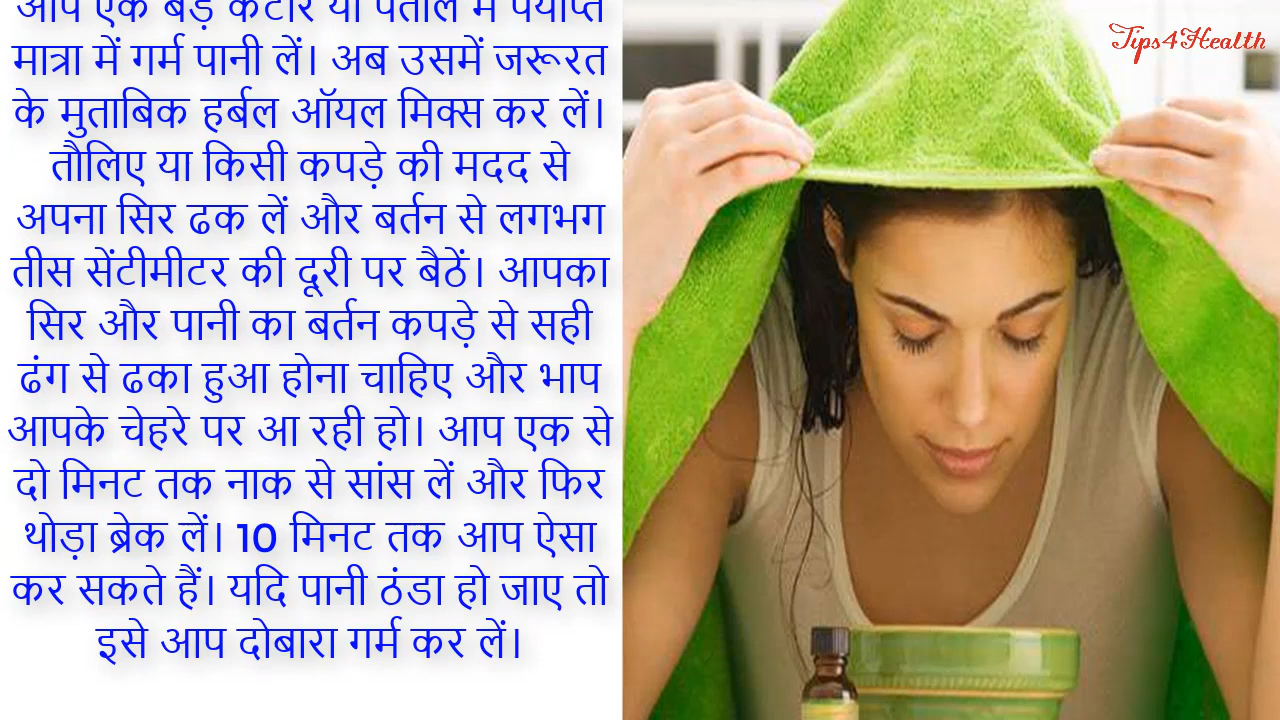 आप एक बड़े कटोरे या पतीले में पर्याप्त
मात्रा में गर्म पानी लें। अब उसमें जरूरत
के मुताबिक हर्बल ऑयल मिक्स कर लें।
तौलिए या किसी कपड़े की मदद से
अपना सिर ढक लें और बर्तन से लगभग
तीस सेंटीमीटर की दूरी पर बैठें। आपका
सिर और पानी का बर्तन कपड़े से सही
ढंग से ढका हुआ होना चाहिए और भाप
आपके चेहरे पर आ रही हो। आप एक से
दो मिनट तक नाक से सांस लें और फिर
थोड़ा ब्रेक लें। 10 मिनट तक आप ऐसा
कर सकते हैं। यदि पानी ठंडा हो जाए तो
इसे आप दोबारा गर्म कर लें।
Tips4Health